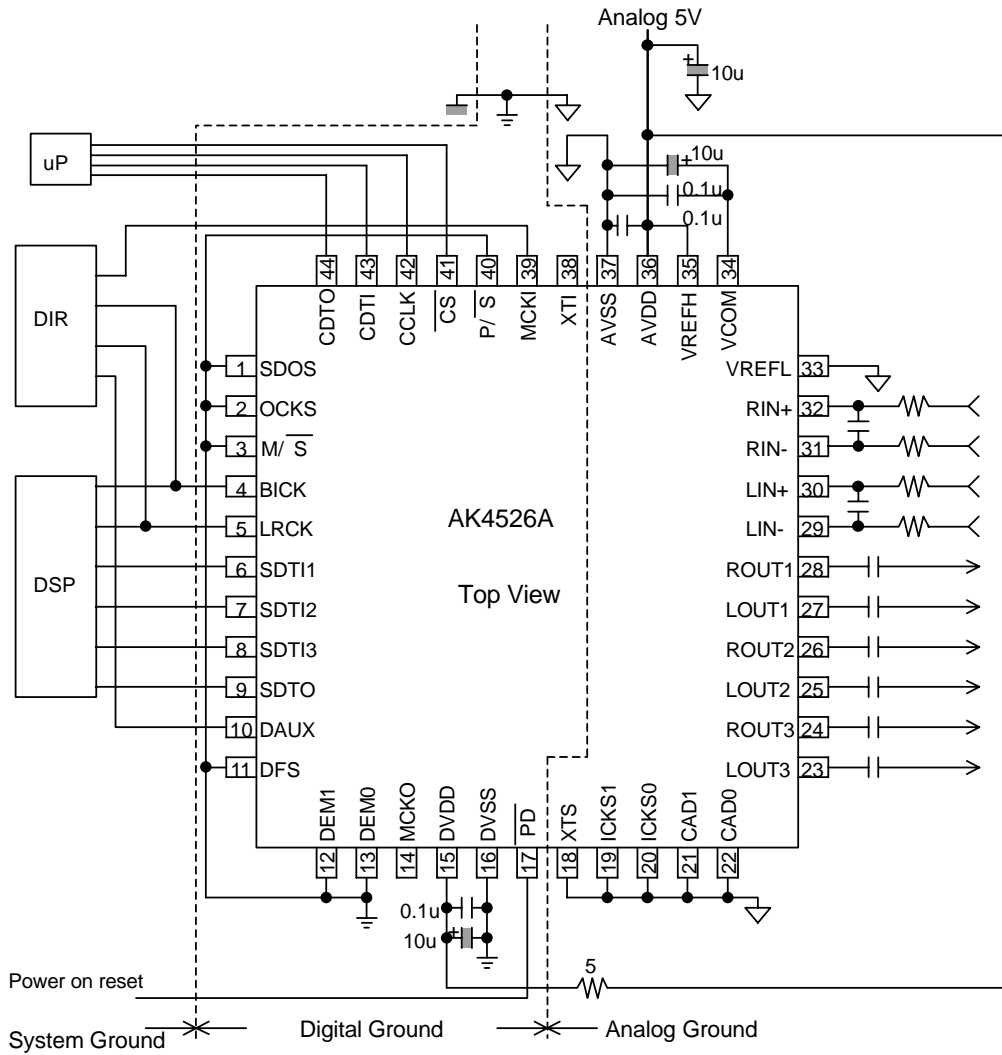 Analog 5V
+
10u
uP
+
10u
0.1u
0.1u
44
43
42
41
40
39
38
37
36
35
34
CDTO
CDTI
CCLK
CS
P/ S
MCKI
XTI
AVSS
AVDD
VREFH
VCOM
DIR
1 SDOS
2 OCKS
3 M/ S
4 BICK
5 LRCK
6 SDTI1
7 SDTI2
8 SDTI3
9 SDTO
10 DAUX
11 DFS
DSP
AK4526A
Top View
VREFL 33
RIN+ 32
RIN- 31
LIN+ 30
LIN- 29
ROUT1 28
LOUT1 27
ROUT2 26
LOUT2 25
ROUT3 24
LOUT3 23
DEM1
DEM0
MCKO
DVDD
DVSS
PD
XTS
ICKS1
ICKS0
CAD1
CAD0
12
13
14
15
16
17
18
19
20
21
22
0.1u
10u
+
5
Power on reset
System Ground
Digital Ground
Analog Ground